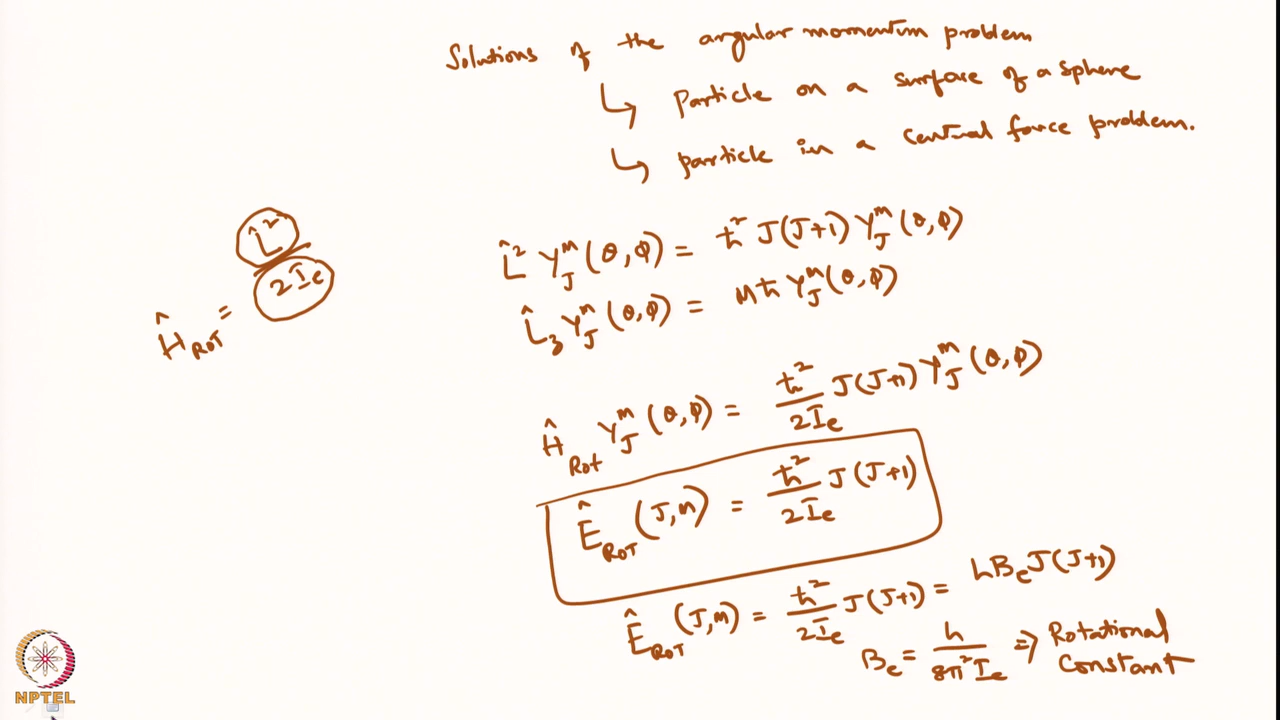 Solutions of the angular momentum problem
↳ Particle on a surface of a sphere
↳ particle in a central force problem.
Ĥ_ROT = L̂² / 2I_e
L̂² Y_J^M (θ,φ) = ħ² J(J+1) Y_J^M (θ,φ)
L̂_z Y_J^M (θ,φ) = Mħ Y_J^M (θ,φ)
Ĥ_Rot Y_J^M (θ,φ) = ħ²/2I_e J(J+1) Y_J^M (θ,φ)
Ê_ROT (J,M) = ħ²/2I_e J(J+1)
Ê_ROT (J,M) = ħ²/2I_e J(J+1) = hB_e J(J+1)
B_e = h/8π²I_e ⇒ Rotational
Constant
NPTEL